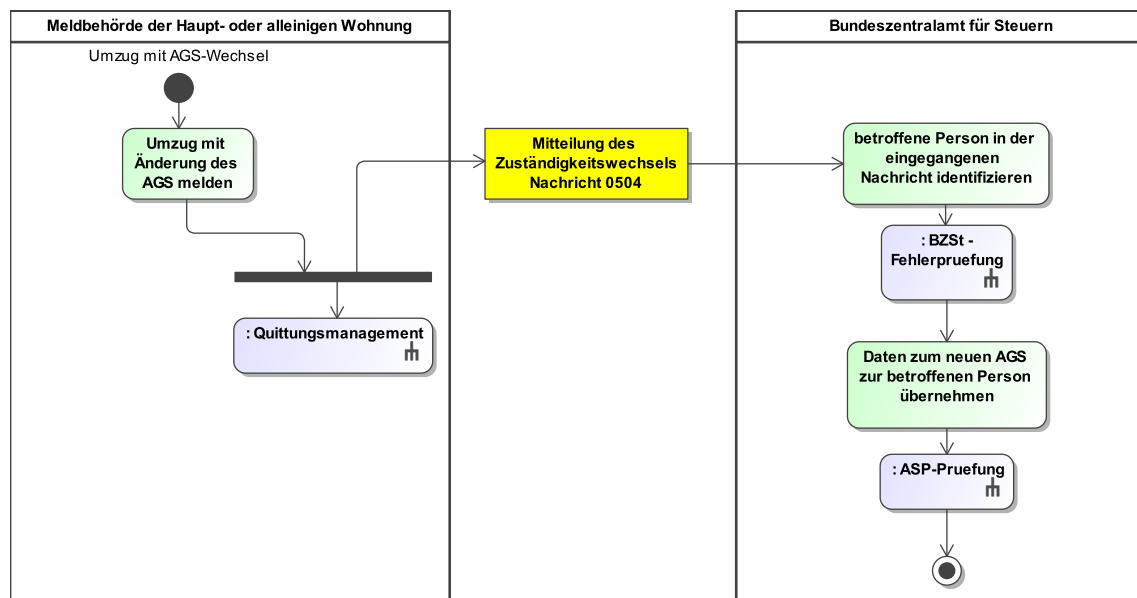 Meldbehörde der Haupt- oder alleinigen Wohnung
Umzug mit AGS-Wechsel
Umzug mit
Änderung des
AGS melden
: Quittungsmanagement
Mitteilung des
Zuständigkeitswechsels
Nachricht 0504
Bundeszentralamt für Steuern
betroffene Person in der
eingegangenen
Nachricht identifizieren
: BZSt -
Fehlerpruefung
Daten zum neuen AGS
zur betroffenen Person
übernehmen
: ASP-Pruefung